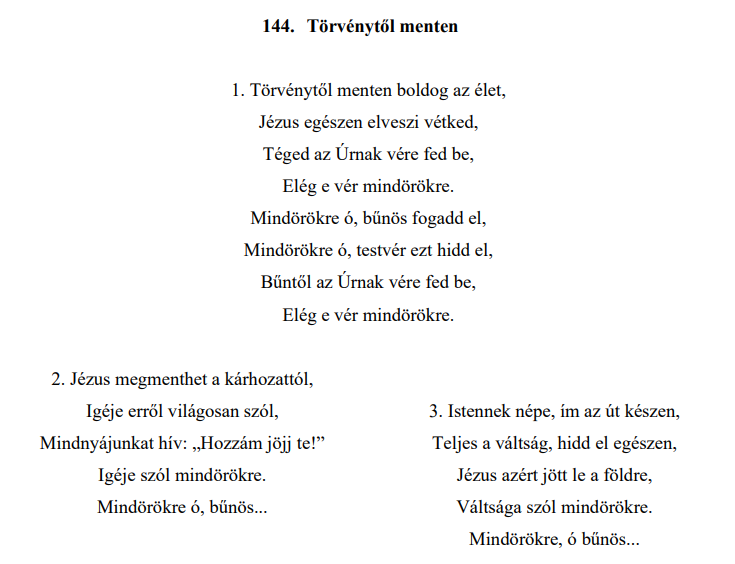 144. Törvénytől menten
1. Törvénytől menten boldog az élet,
Jézus egészen elveszi vétked,
Téged az Úrnak vére fed be,
Elég e vér mindörökre.
Mindörökre ó, bűnös fogadd el,
Mindörökre ó, testvér ezt hidd el,
Bűntől az Úrnak vére fed be,
Elég e vér mindörökre.
2. Jézus megmenthet a kárhozattól,
Igéje erről világosan szól,
Mindnyájunkat hív: „Hozzám jöjj te!”
Igéje szól mindörökre.
Mindörökre ó, bűnös...
3. Istennek népe, ím az út készen,
Teljes a váltság, hidd el egészen,
Jézus azért jött le a földre,
Váltsága szól mindörökre.
Mindörökre, ó bűnös...